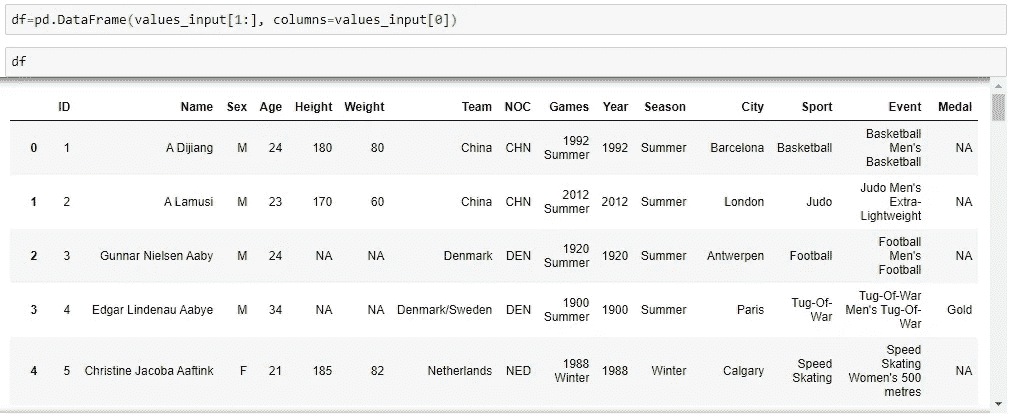 df=pd.DataFrame(values_input[1:], columns=values_input[0])
df
ID Name Sex Age Height Weight Team NOC Games Year Season City Sport Event Medal
0 1 A Dijiang M 24 180 80 China CHN 1992 Summer 1992 Summer Barcelona Basketball Basketball Men's Basketball NA
1 2 A Lamusi M 23 170 60 China CHN 2012 Summer 2012 Summer London Judo Judo Men's Extra-Lightweight NA
2 3 Gunnar Nielsen Aaby M 24 NA NA Denmark DEN 1920 Summer 1920 Summer Antwerpen Football Football Men's Football NA
3 4 Edgar Lindenau Aabye M 34 NA NA Denmark/Sweden DEN 1900 Summer 1900 Summer Paris Tug-Of-War Tug-Of-War Men's Tug-Of-War Gold
4 5 Christine Jacoba Aaftink F 21 185 82 Netherlands NED 1988 Winter 1988 Winter Calgary Speed Skating Speed Skating Women's 500 metres NA